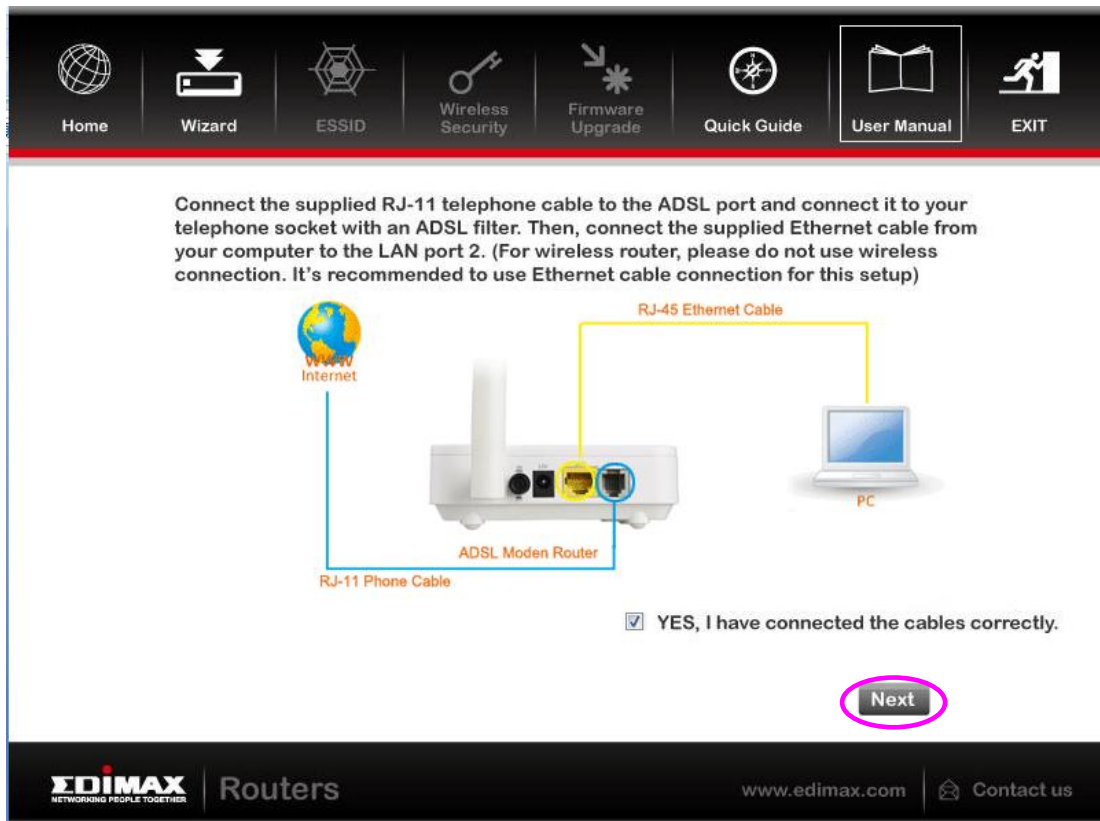 Home
Wizard
ESSID
Wireless
Security
Firmware
Upgrade
Quick Guide
User Manual
EXIT
Connect the supplied RJ-11 telephone cable to the ADSL port and connect it to your
telephone socket with an ADSL filter. Then, connect the supplied Ethernet cable from
your computer to the LAN port 2. (For wireless router, please do not use wireless
connection. It's recommended to use Ethernet cable connection for this setup)
RJ-45 Ethernet Cable
WWW
Internet
PC
ADSL Moden Router
RJ-11 Phone Cable
YES, I have connected the cables correctly.
Next
EDIMAX
NETWORKING PEOPLE TOGETHER
Routers
www.edimax.com
Contact us